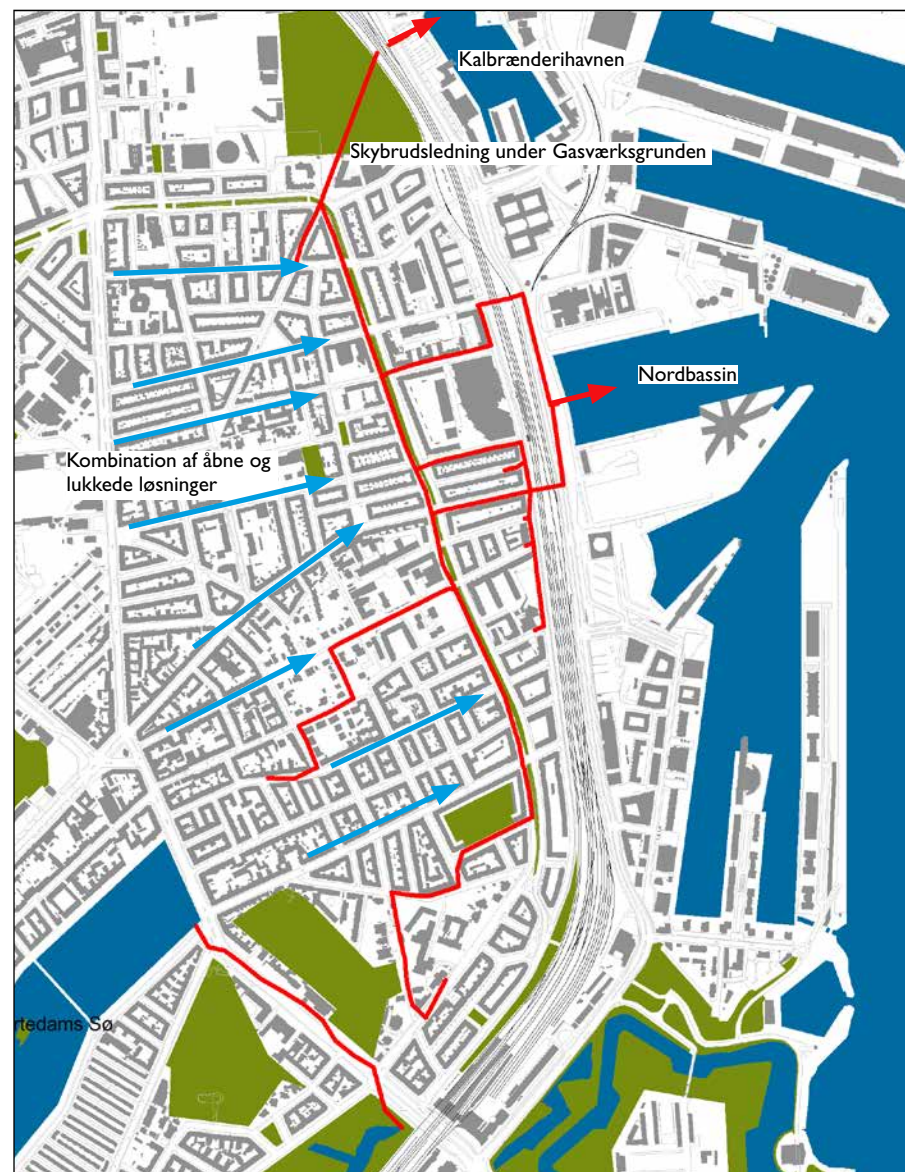 Kalbrænderihavnen
Skybrudsledning under Gasværksgrunden
Nordbassin
Kombination af åbne og
lukkede løsninger
rtedams Sø